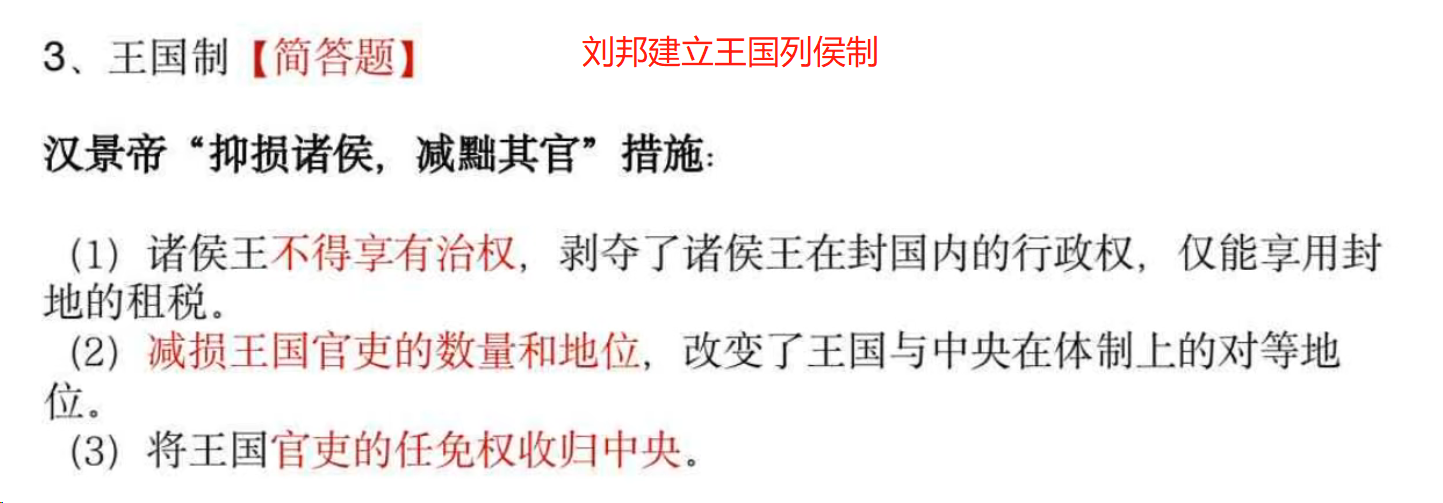 3、王国制【简答题】 刘邦建立王国列侯制
汉景帝“抑损诸侯，减黜其官”措施：
（1）诸侯王不得享有治权，剥夺了诸侯王在封国内的行政权，仅能享用封
地的租税。
（2）减损王国官吏的数量和地位，改变了王国与中央在体制上的对等地
位。
（3）将王国官吏的任免权收归中央。